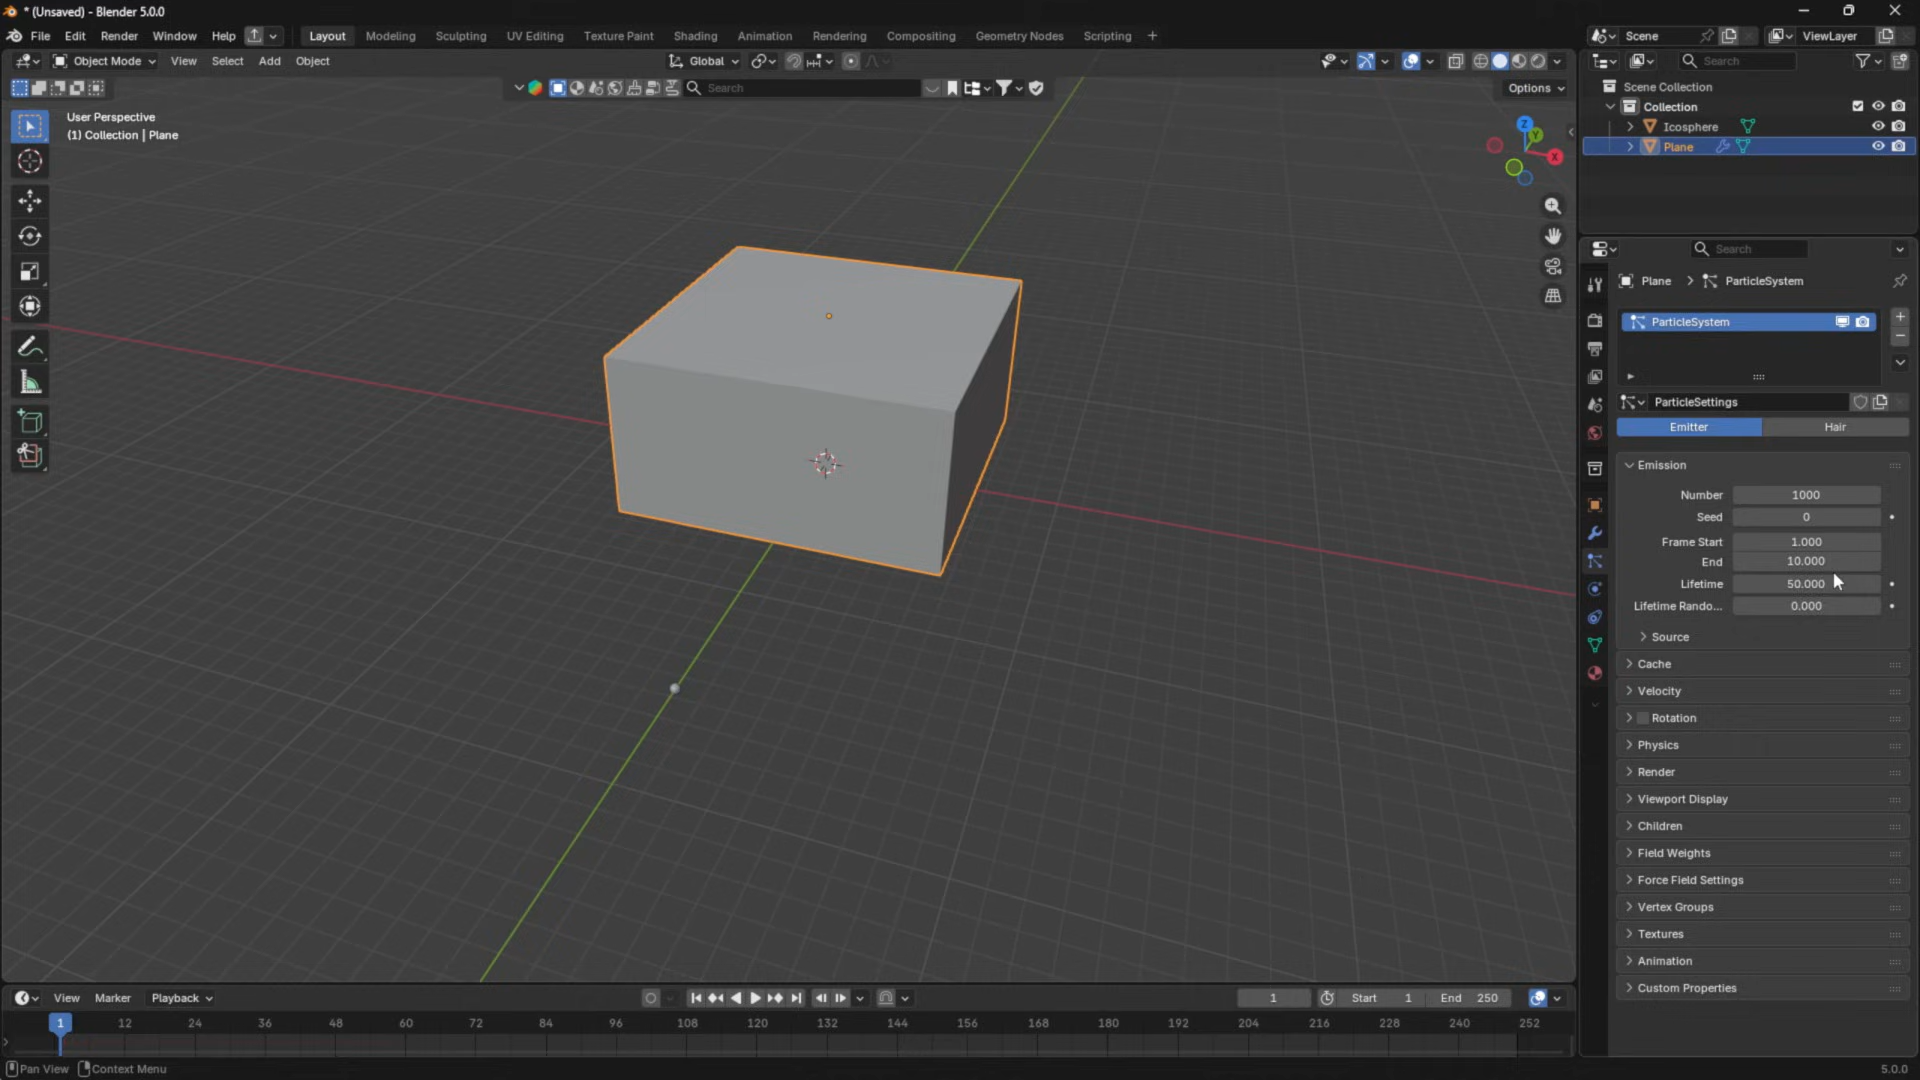 * (Unsaved) - Blender 5.0.0
File Edit Render Window Help Layout Modeling Sculpting UV Editing Texture Paint Shading Animation Rendering Compositing Geometry Nodes Scripting + Scene ViewLayer
Object Mode View Select Add Object Global Search
Search Options
User Perspective
(1) Collection | Plane
Z
Y
X
Scene Collection
Collection
Icosphere
Plane
Search
Plane > ParticleSystem
ParticleSystem
ParticleSettings
Emitter Hair
Emission
Number 1000
Seed 0
Frame Start 1.000
End 10.000
Lifetime 50.000
Lifetime Rando... 0.000
Source
Cache
Velocity
Rotation
Physics
Render
Viewport Display
Children
Field Weights
Force Field Settings
Vertex Groups
Textures
Animation
Custom Properties
View Marker Playback 1 Start 1 End 250
1 12 24 36 48 60 72 84 96 108 120 132 144 156 168 180 192 204 216 228 240 252
Pan View Context Menu 5.0.0